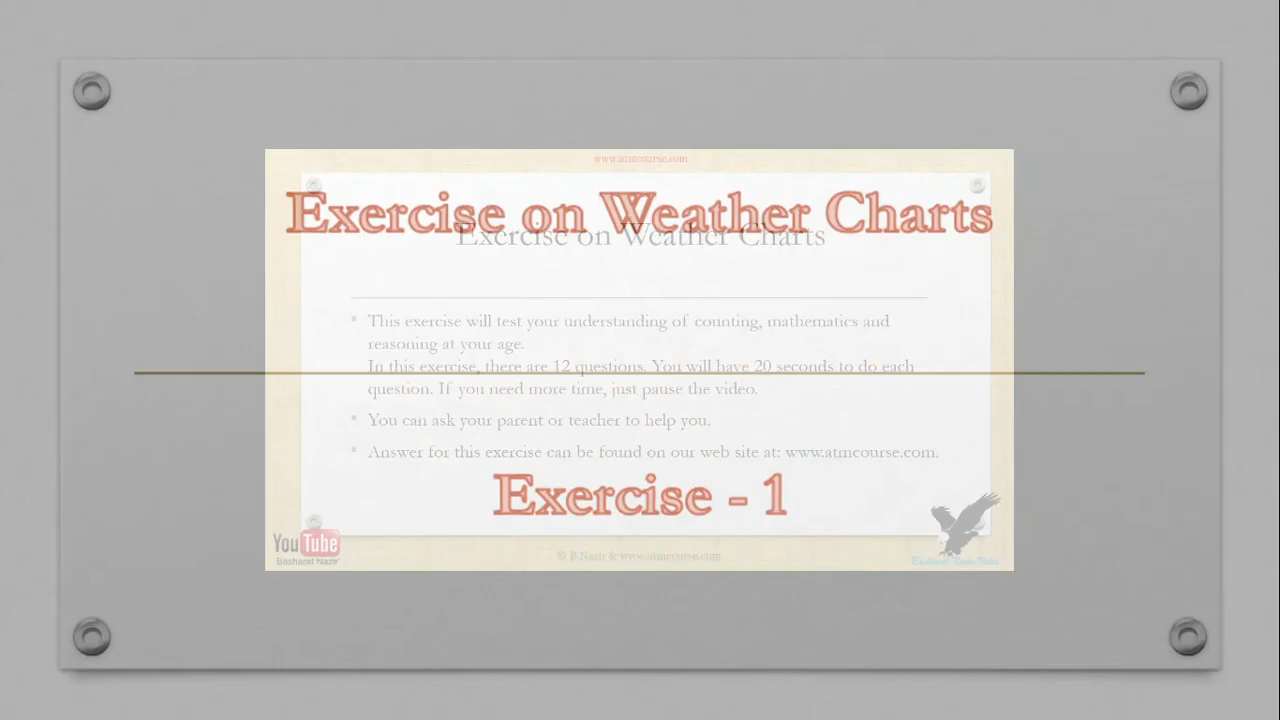 www.atmcourse.com
Exercise on Weather Charts
Exercise on Weather Charts
This exercise will test your understanding of counting, mathematics and
reasoning at your age.
In this exercise, there are 12 questions. You will have 20 seconds to do each
question. If you need more time, just pause the video.
You can ask your parent or teacher to help you.
Answer for this exercise can be found on our web site at: www.atmcourse.com.
Exercise - 1
YouTube
Basharat Nazir
© B.Nazir & www.atmcourse.com